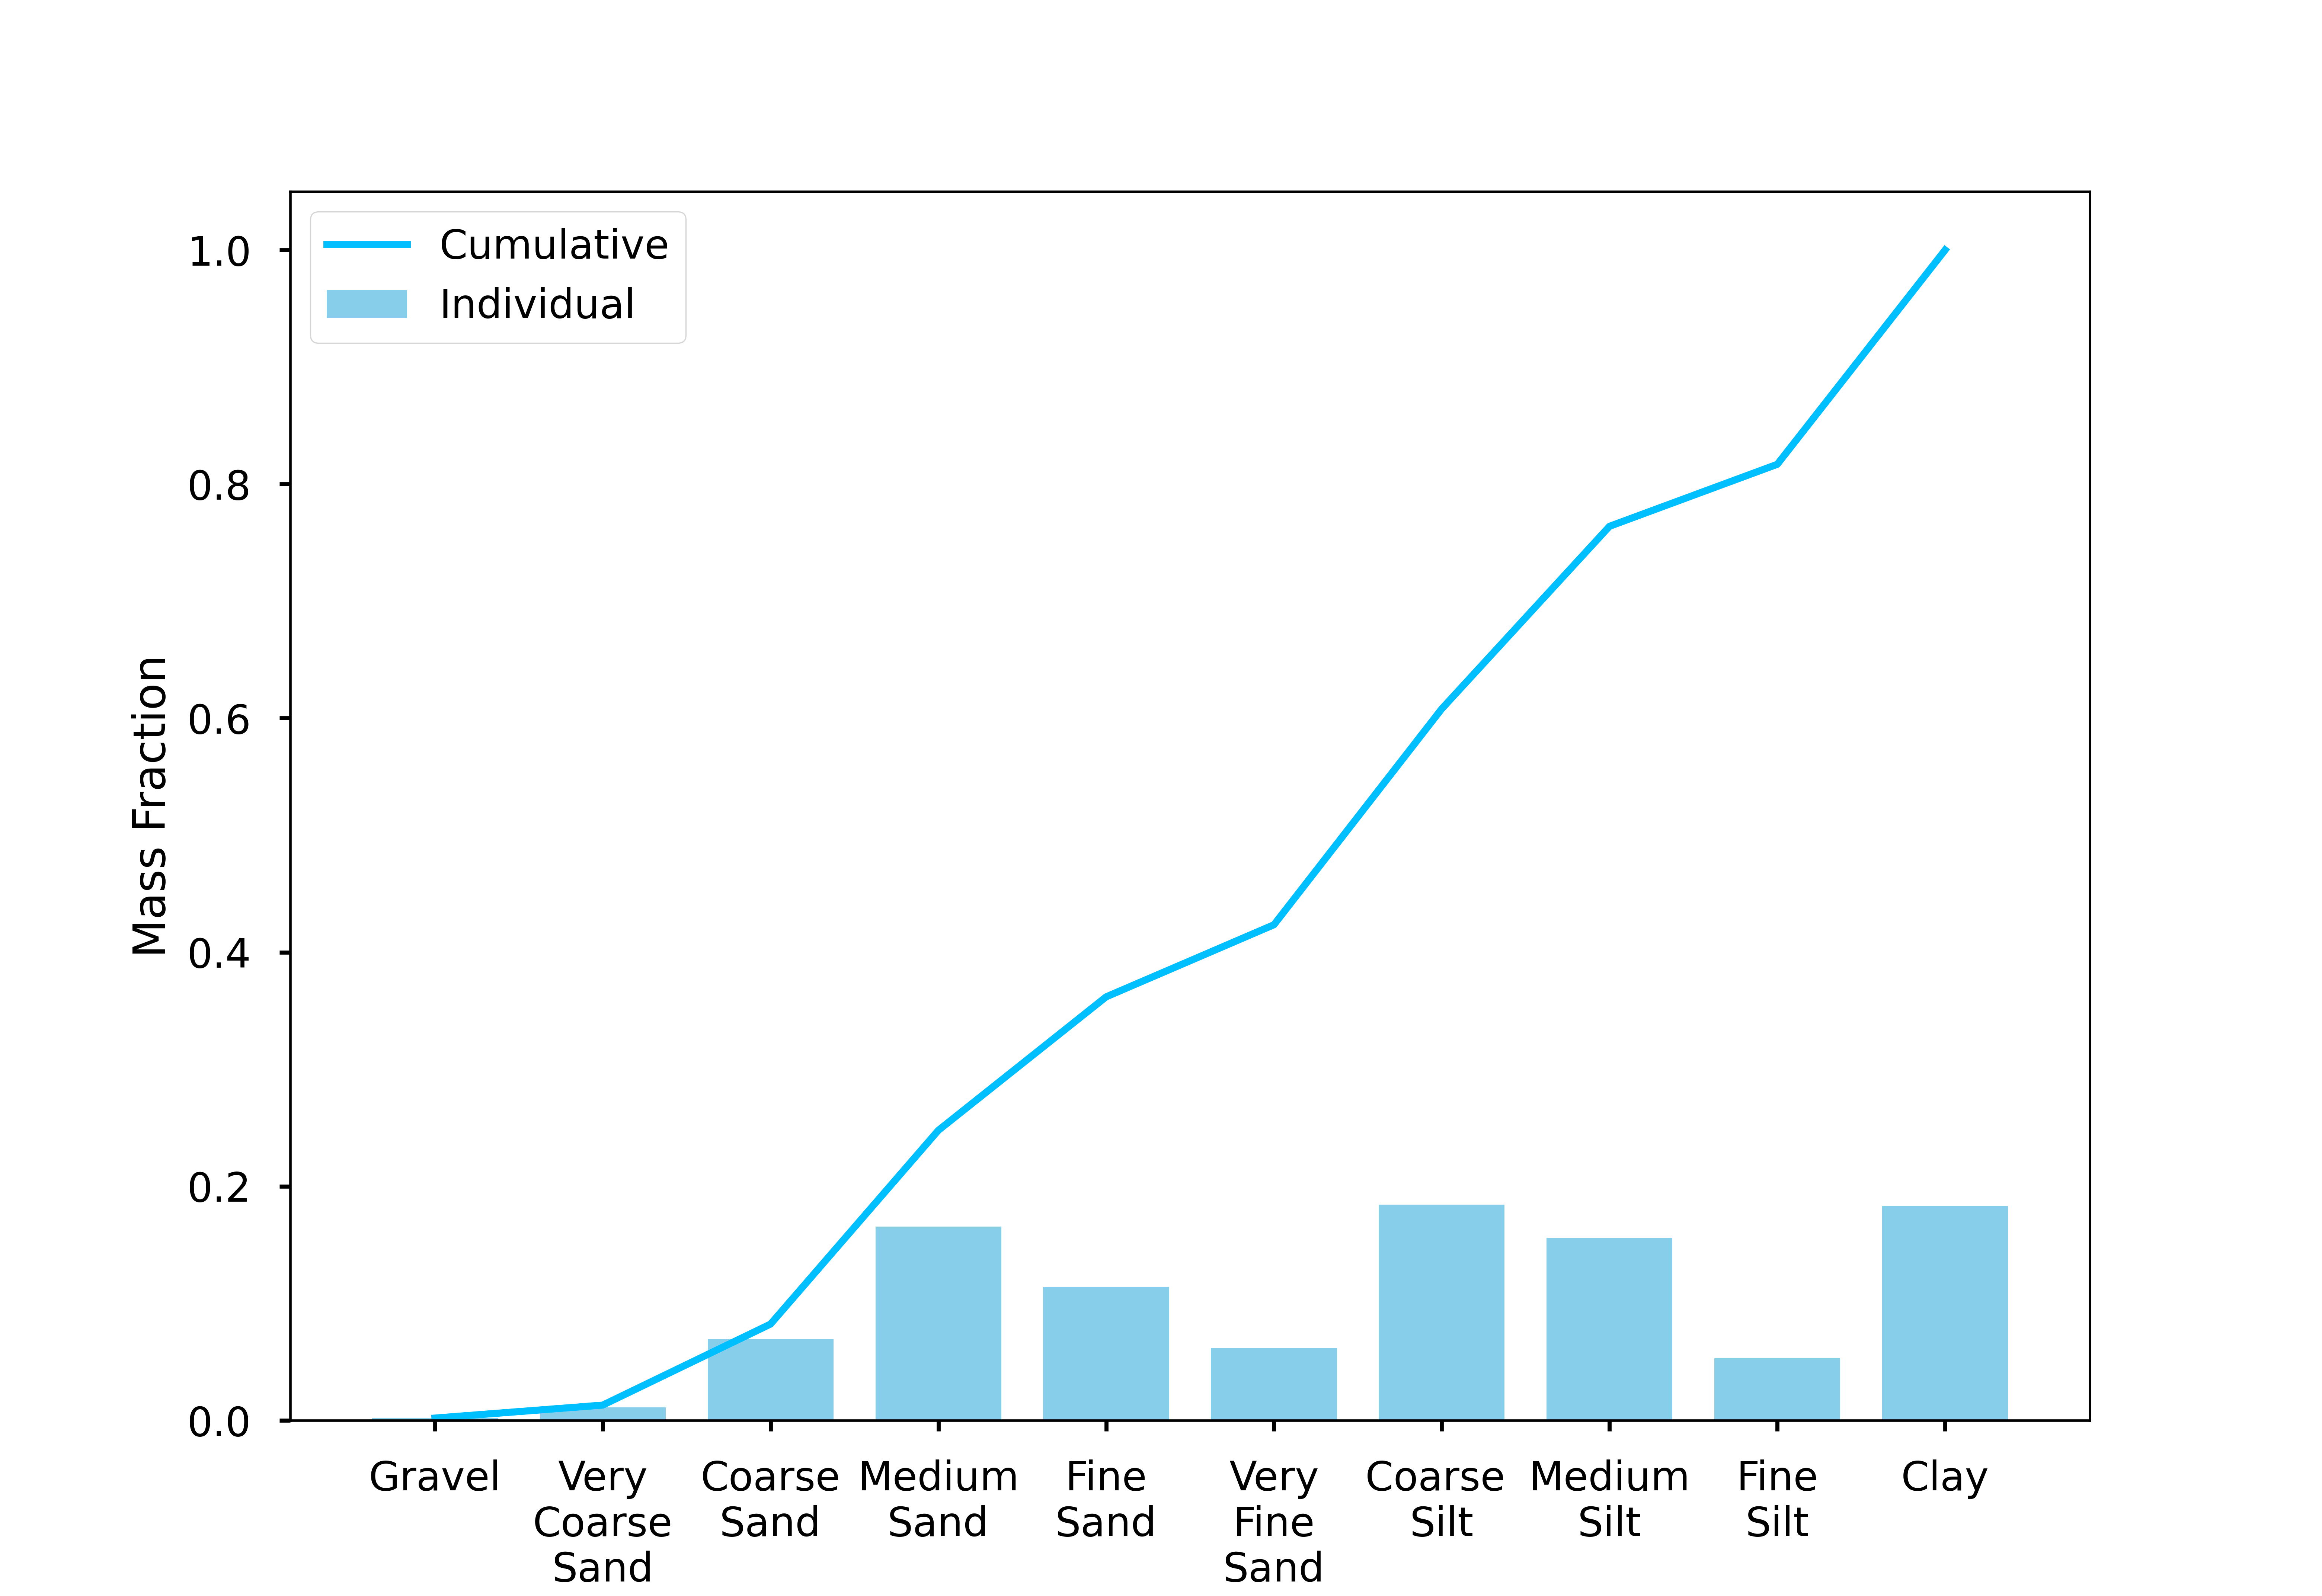 Cumulative
Individual
1.0
0.8
0.6
0.4
0.2
0.0
Mass Fraction
Gravel
Very
Coarse
Sand
Coarse
Sand
Medium
Sand
Fine
Sand
Very
Fine
Sand
Coarse
Silt
Medium
Silt
Fine
Silt
Clay